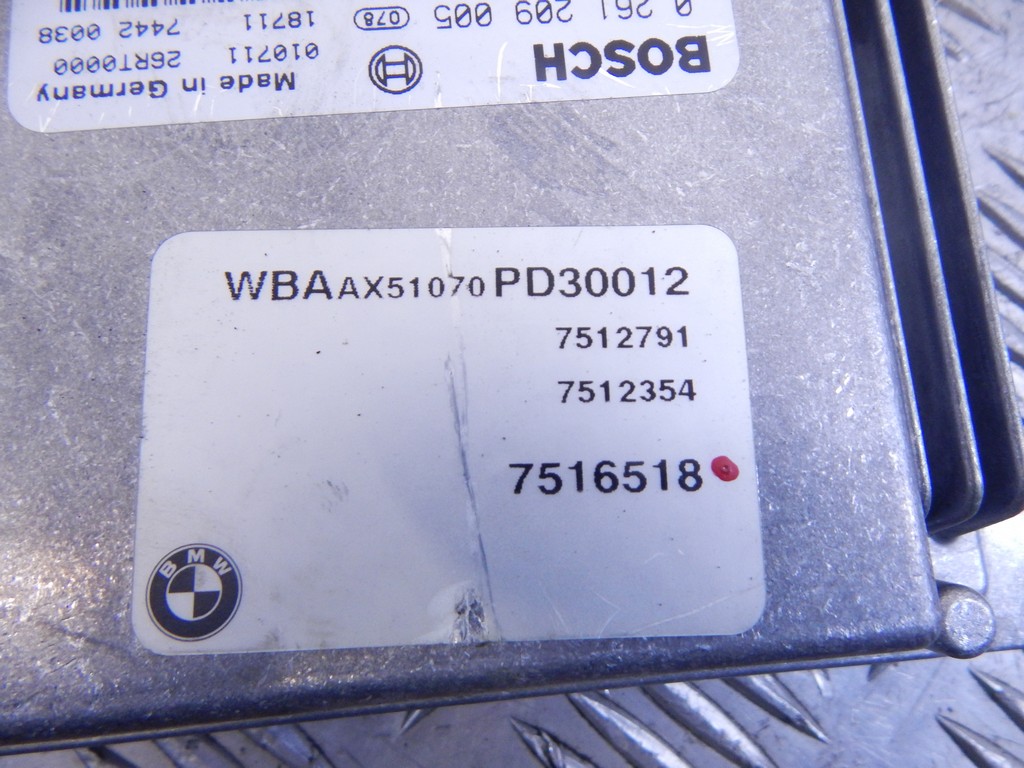 BOSCH
0 261 209 005 078 18711 7442 0038
010711 26RT0000
Made in Germany
WBAAX51070PD30012
7512791
7512354
7516518
BMW